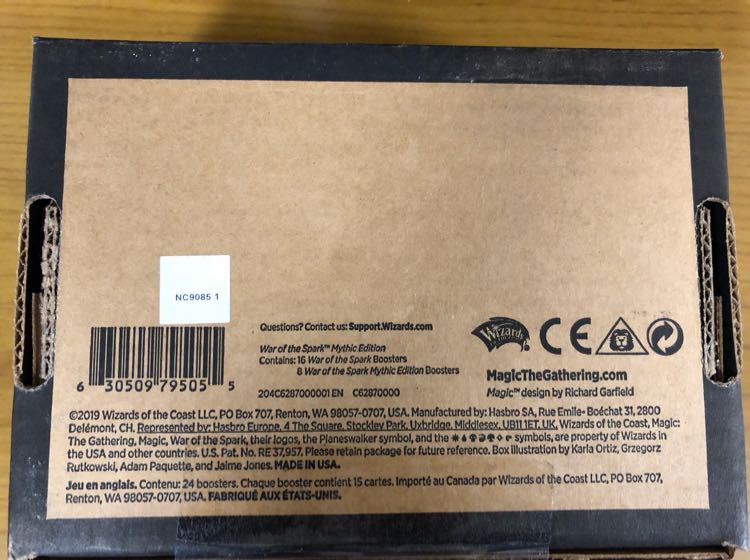 NC9085 1
6 30509 79505 5
Questions? Contact us: Support.Wizards.com
War of the Spark™ Mythic Edition
Contains: 16 War of the Spark Boosters
8 War of the Spark Mythic Edition Boosters
204C6287000001 EN C62870000
Wizards
CE
MagicTheGathering.com
Magic™ design by Richard Garfield
©2019 Wizards of the Coast LLC, PO Box 707, Renton, WA 98057-0707, USA. Manufactured by: Hasbro SA, Rue Emile- Boéchat 31, 2800
Delémont, CH. Represented by: Hasbro Europe, 4 The Square, Stockley Park, Uxbridge, Middlesex, UB11 1ET, UK. Wizards of the Coast, Magic:
The Gathering, Magic, War of the Spark, their logos, the Planeswalker symbol, and the symbols, are property of Wizards in
the USA and other countries. U.S. Pat. No. RE 37,957. Please retain package for future reference. Box illustration by Karla Ortiz, Grzegorz
Rutkowski, Adam Paquette, and Jaime Jones. MADE IN USA.
Jeu en anglais. Contenu: 24 boosters. Chaque booster contient 15 cartes. Importé au Canada par Wizards of the Coast LLC, PO Box 707,
Renton, WA 98057-0707, USA. FABRIQUÉ AUX ÉTATS-UNIS.